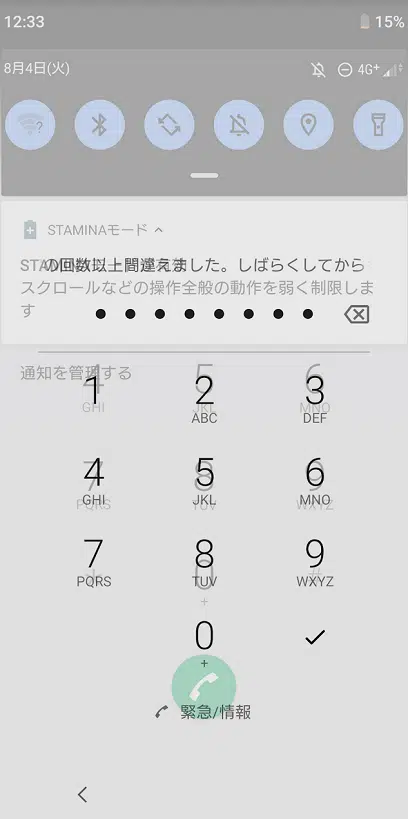 12:33
15%
8月4日(火)
4G+
STAMINAモード
の回数以上間違えました。しばらくしてから
スクロールなどの操作全般の動作を弱く制限しま
す
通知を管理する
1
2 ABC
3 DEF
4 GHI
5 JKL
6 MNO
7 PQRS
8 TUV
9 WXYZ
0 +
緊急/情報